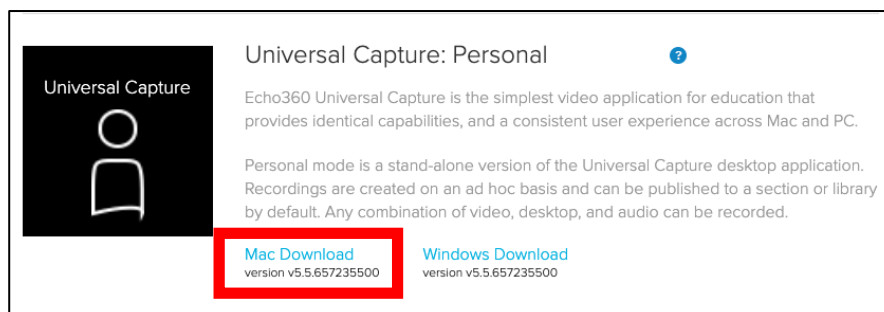 Universal Capture
Universal Capture: Personal
?
Echo360 Universal Capture is the simplest video application for education that
provides identical capabilities, and a consistent user experience across Mac and PC.
Personal mode is a stand-alone version of the Universal Capture desktop application.
Recordings are created on an ad hoc basis and can be published to a section or library
by default. Any combination of video, desktop, and audio can be recorded.
Mac Download
version v5.5.657235500
Windows Download
version v5.5.657235500